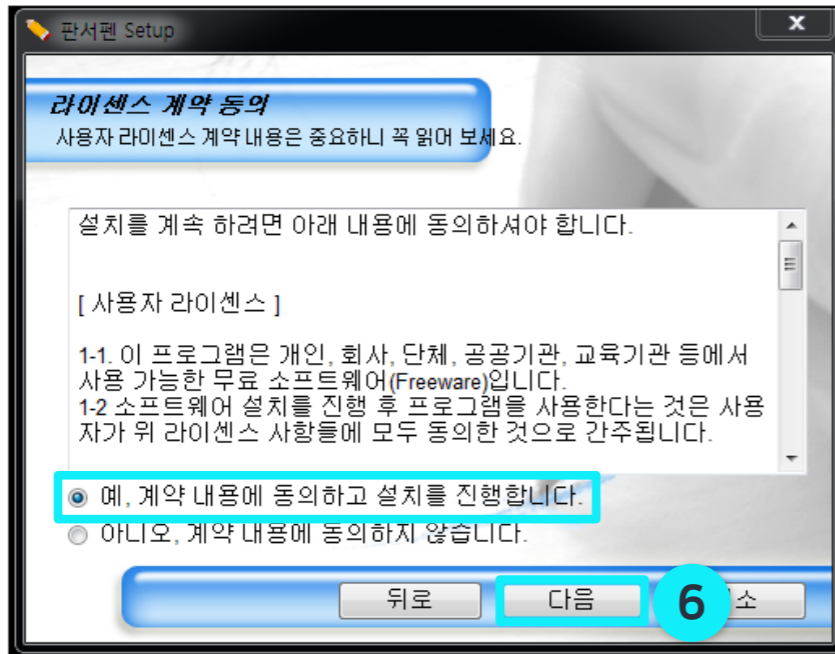 판서펜 Setup
라이센스 계약 동의
사용자 라이센스 계약 내용은 중요하니 꼭 읽어 보세요.
설치를 계속 하려면 아래 내용에 동의하셔야 합니다.
[ 사용자 라이센스 ]
1-1. 이 프로그램은 개인, 회사, 단체, 공공기관, 교육기관 등에서
사용 가능한 무료 소프트웨어(Freeware)입니다.
1-2 소프트웨어 설치를 진행 후 프로그램을 사용한다는 것은 사용
자가 위 라이센스 사항들에 모두 동의한 것으로 간주됩니다.
예, 계약 내용에 동의하고 설치를 진행합니다.
아니오, 계약 내용에 동의하지 않습니다.
뒤로 다음 6 소